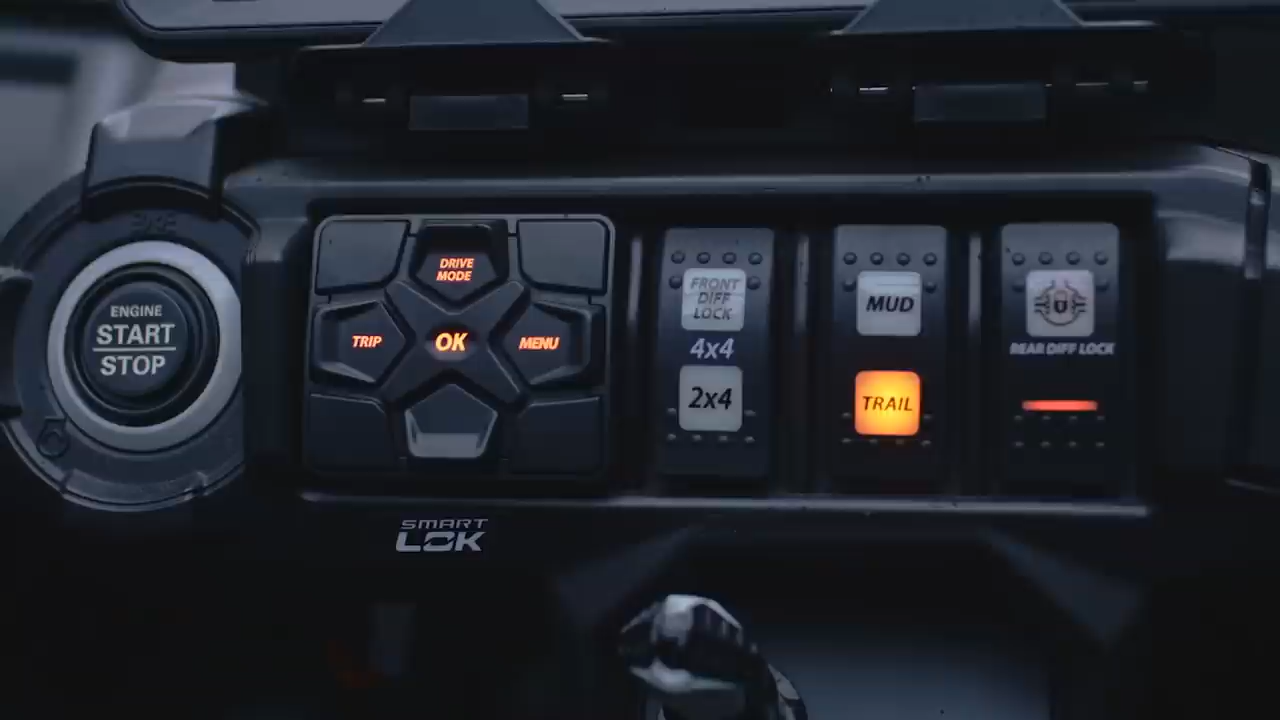 ENGINE
START
STOP
DRIVE
MODE
TRIP
OK
MENU
SMART
LOK
FRONT
DIFF
LOCK
4x4
2x4
MUD
TRAIL
REAR DIFF LOCK